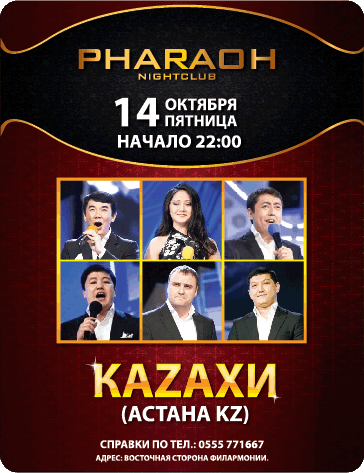 PHARAOH
NIGHTCLUB
14 ОКТЯБРЯ
ПЯТНИЦА
НАЧАЛО 22:00
КАZАХИ
(АСТАНА KZ)
СПРАВКИ ПО ТЕЛ.: 0555 771667
АДРЕС: ВОСТОЧНАЯ СТОРОНА ФИЛАРМОНИИ.